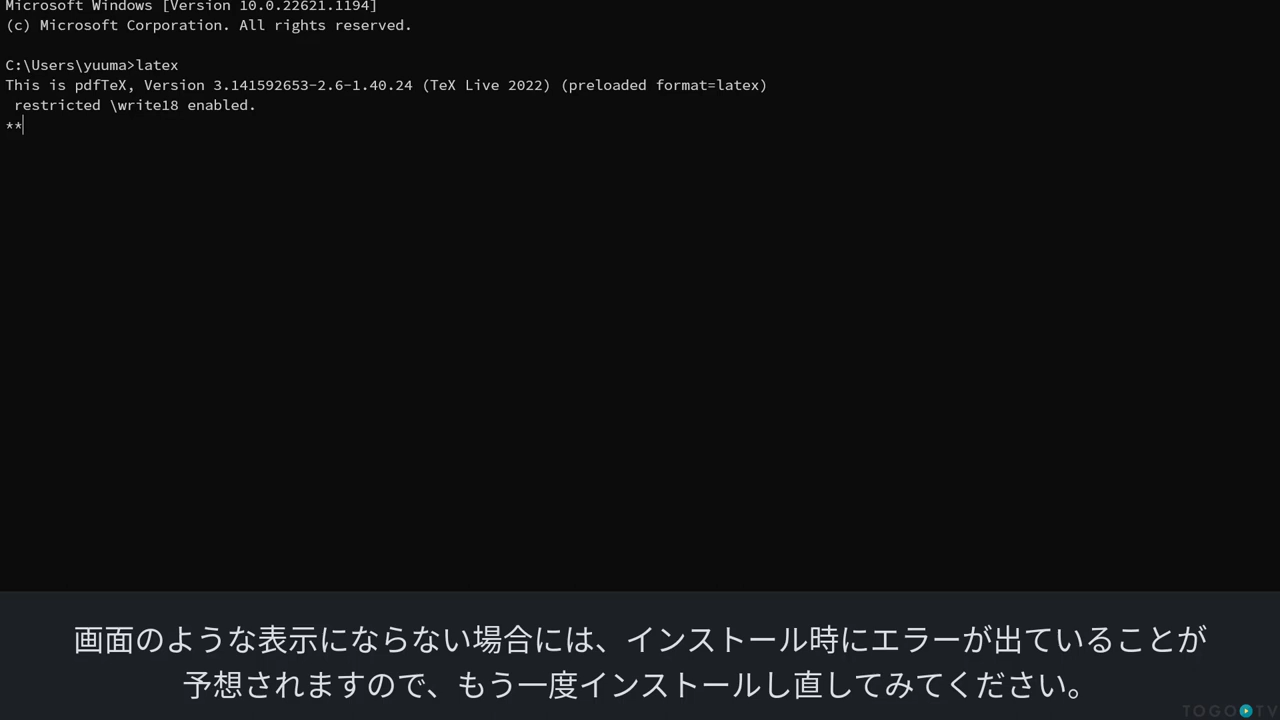 Microsoft Windows [Version 10.0.22621.1194]
(c) Microsoft Corporation. All rights reserved.
C:\Users\yuuma>latex
This is pdfTeX, Version 3.141592653-2.6-1.40.24 (TeX Live 2022) (preloaded format=latex)
 restricted \write18 enabled.
**
画面のような表示にならない場合には、インストール時にエラーが出ていることが
予想されますので、もう一度インストールし直してみてください。
TOGO TV